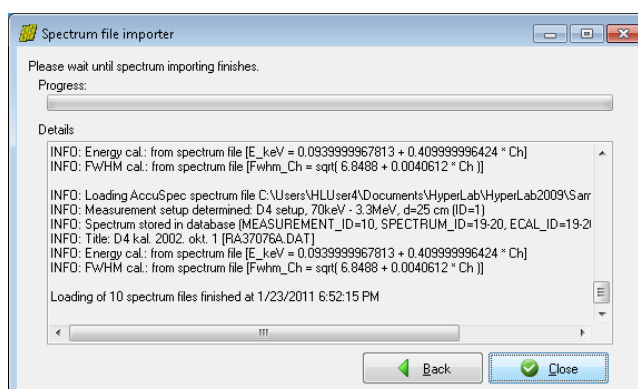 Spectrum file importer
Please wait until spectrum importing finishes.
Progress:
Details
INFO: Energy cal.: from spectrum file [E_keV = 0.0939999967813 + 0.409999996424 * Ch]
INFO: FWHM cal.: from spectrum file [Fwhm_Ch = sqrt( 6.8488 + 0.0040612 * Ch )]
INFO: Loading AccuSpec spectrum file C:\Users\HLUser4\Documents\HyperLab\HyperLab2009\Sam
INFO: Measurement setup determined: D4 setup, 70keV - 3.3MeV, d=25 cm (ID=1)
INFO: Spectrum stored in database (MEASUREMENT_ID=10, SPECTRUM_ID=19-20, ECAL_ID=19-20
INFO: Title: D4 kal. 2002. okt. 1 [RA37076A.DAT]
INFO: Energy cal.: from spectrum file [E_keV = 0.0939999967813 + 0.409999996424 * Ch]
INFO: FWHM cal.: from spectrum file [Fwhm_Ch = sqrt( 6.8488 + 0.0040612 * Ch )]
Loading of 10 spectrum files finished at 1/23/2011 6:52:15 PM
Back Close